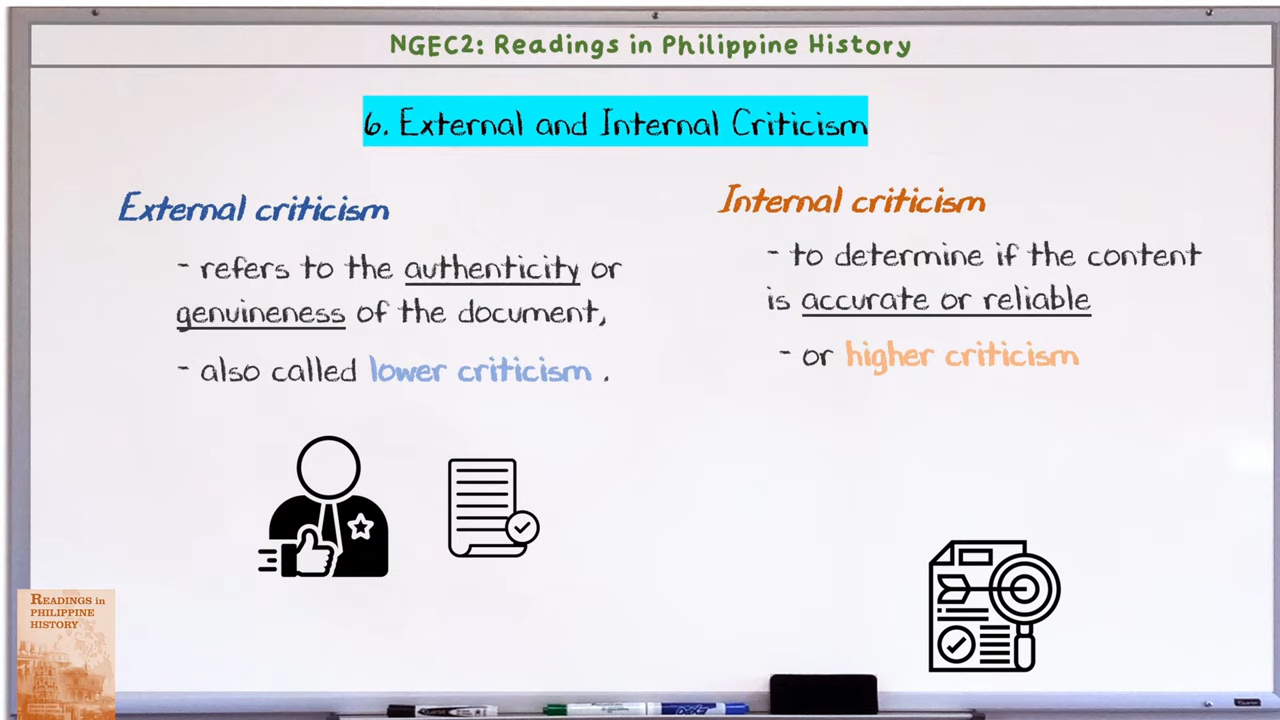 NGEC2: Readings in Philippine History
6. External and Internal Criticism
External criticism
- refers to the authenticity or
genuineness of the document,
- also called lower criticism .
Internal criticism
- to determine if the content
is accurate or reliable
- or higher criticism
READINGS in
PHILIPPINE
HISTORY